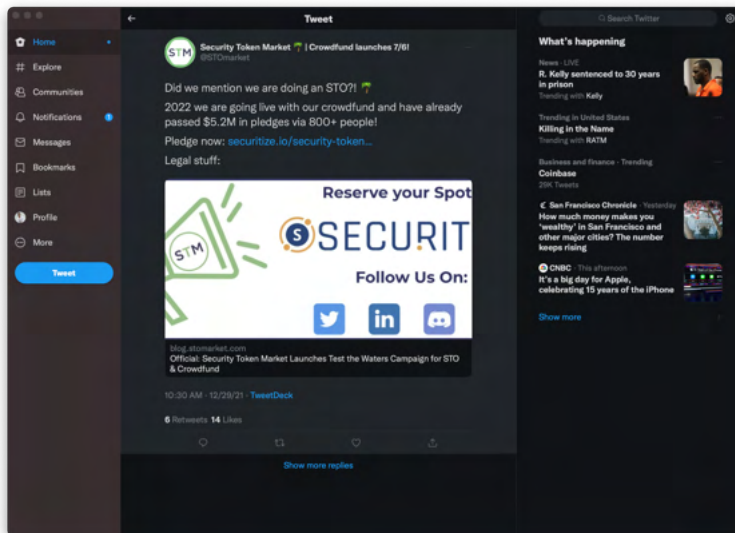 Tweet
Search Twitter
Home
Explore
Communities
Notifications
1
Messages
Bookmarks
Lists
Profile
More
Tweet
STM
Security Token Market 🌴 | Crowdfund launches 7/6!
@STOmarket
Did we mention we are doing an STO?! 🌴
2022 we are going live with our crowdfund and have already
passed $5.2M in pledges via 800+ people!
Pledge now: securitize.io/security-token...
Legal stuff:
Reserve your Spot
STM
S SECURIT
Follow Us On:
in
blog.stomarket.com
Official: Security Token Market Launches Test the Waters Campaign for STO
& Crowdfund
10:30 AM · 12/29/21 · TweetDeck
6 Retweets 14 Likes
Show more replies
What's happening
News · LIVE
R. Kelly sentenced to 30 years
in prison
Trending with Kelly
Trending in United States
Killing in the Name
Trending with RATM
Business and finance · Trending
Coinbase
25K Tweets
San Francisco Chronicle · Yesterday
How much money makes you
'wealthy' in San Francisco and
other major cities? The number
keeps rising
CNBC · This afternoon
It's a big day for Apple,
celebrating 15 years of the iPhone
Show more